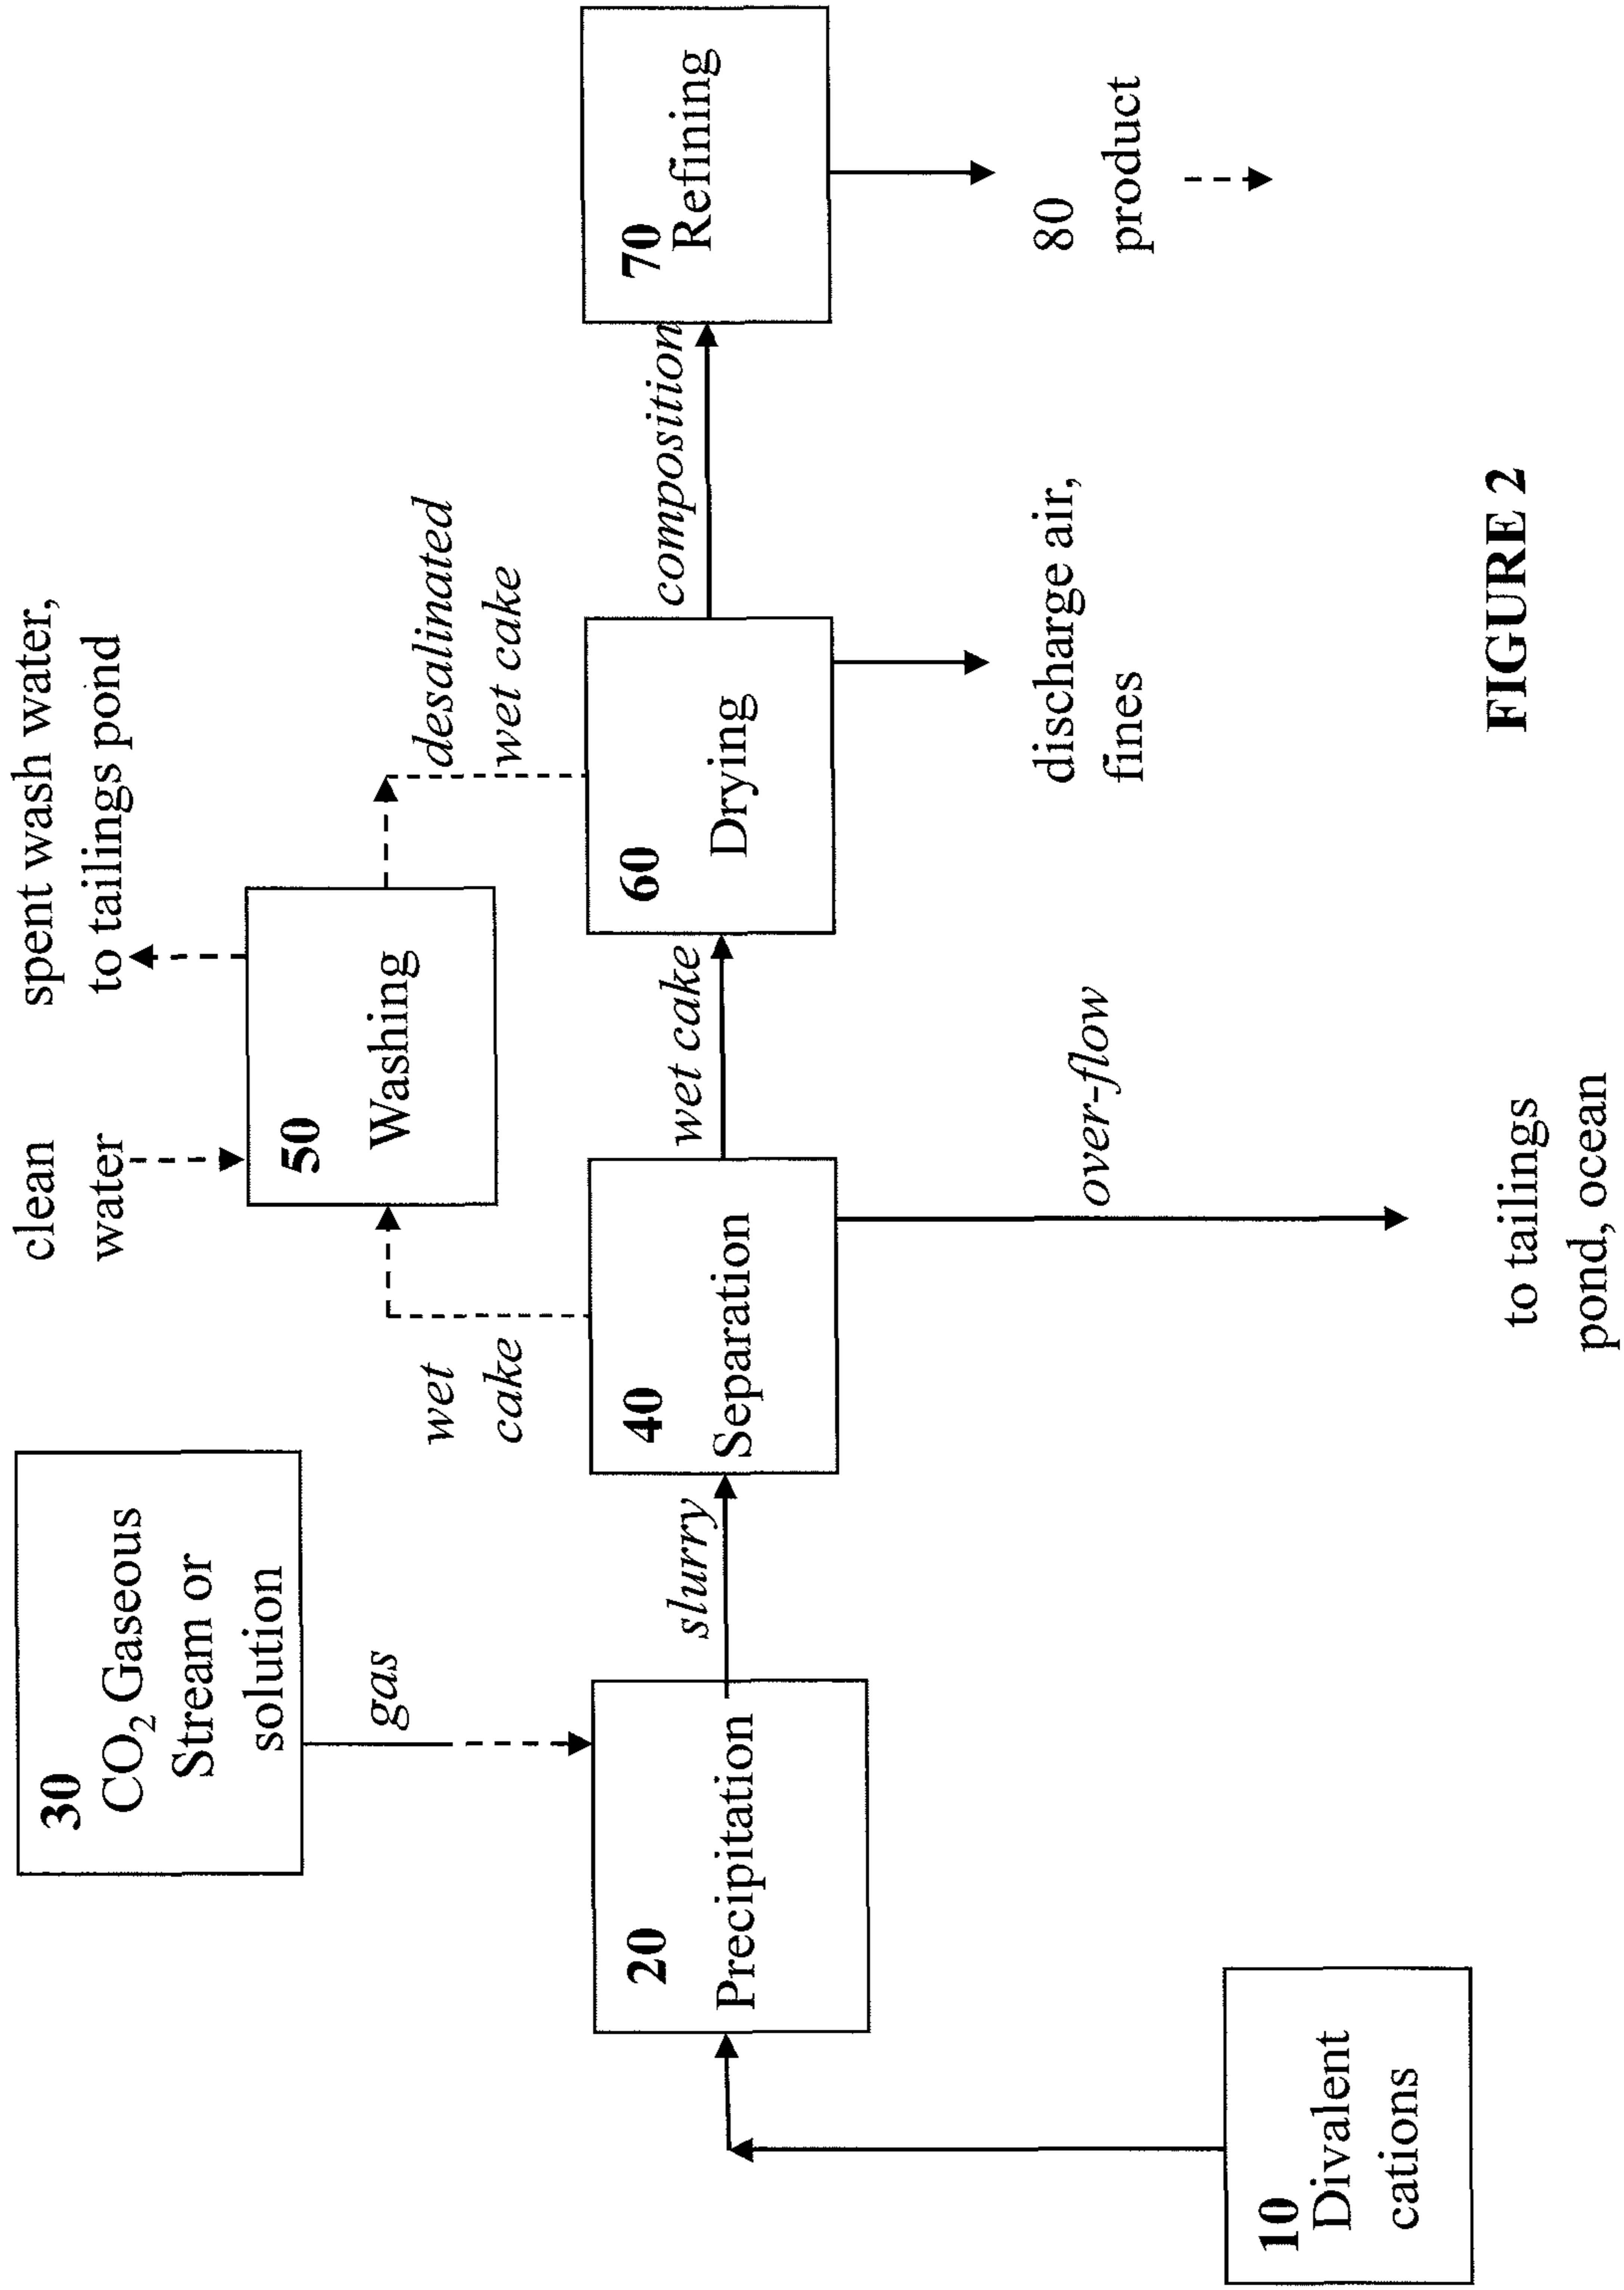 clean
water
spent wash water,
to tailings pond
30
CO2 Gaseous
Stream or
solution
gas
50
Washing
wet
cake
desalinated
wet cake
20
Precipitation
slurry
40
Separation
wet cake
60
Drying
composition
70
Refining
10
Divalent
cations
over-flow
to tailings
pond, ocean
discharge air,
fines
80
product
FIGURE 2